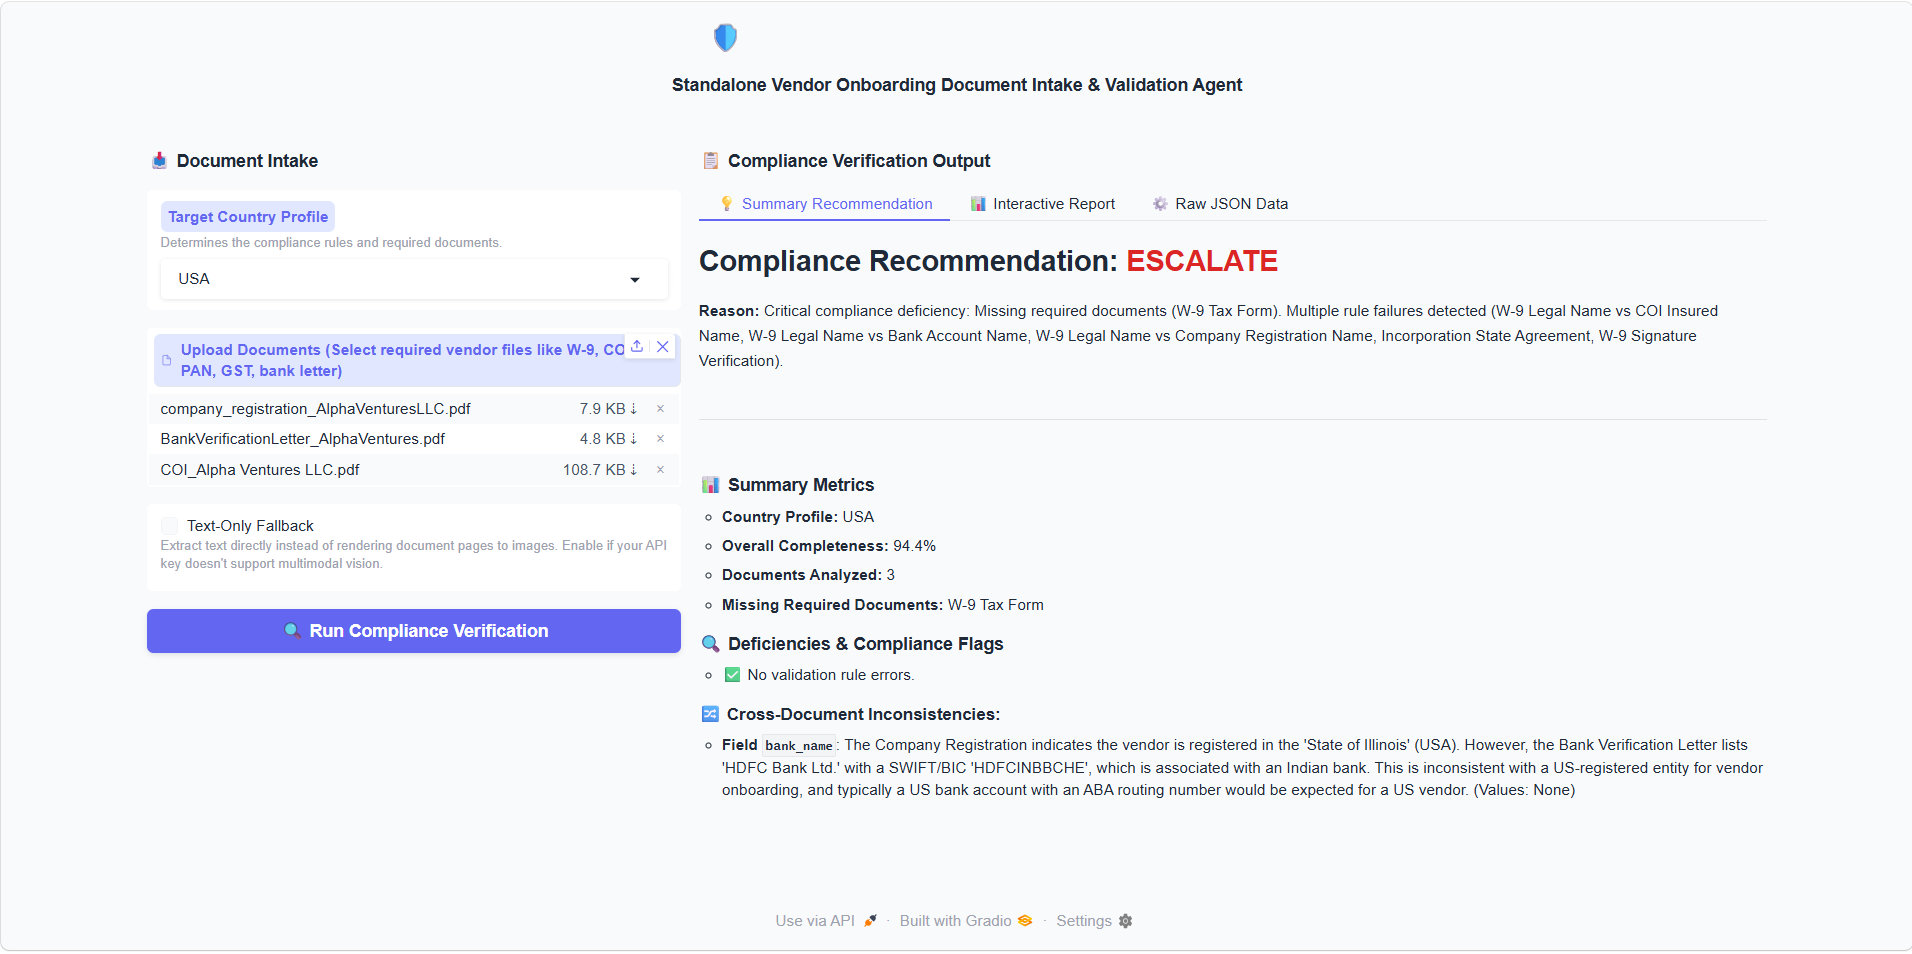 Standalone Vendor Onboarding Document Intake & Validation Agent
Document Intake
Target Country Profile
Determines the compliance rules and required documents.
USA
Upload Documents (Select required vendor files like W-9, CO
PAN, GST, bank letter)
company_registration_AlphaVenturesLLC.pdf 7.9 KB ↓ ×
BankVerificationLetter_AlphaVentures.pdf 4.8 KB ↓ ×
COI_Alpha Ventures LLC.pdf 108.7 KB ↓ ×
Text-Only Fallback
Extract text directly instead of rendering document pages to images. Enable if your API
key doesn't support multimodal vision.
Run Compliance Verification
Compliance Verification Output
Summary Recommendation Interactive Report Raw JSON Data
Compliance Recommendation: ESCALATE
Reason: Critical compliance deficiency: Missing required documents (W-9 Tax Form). Multiple rule failures detected (W-9 Legal Name vs COI Insured
Name, W-9 Legal Name vs Bank Account Name, W-9 Legal Name vs Company Registration Name, Incorporation State Agreement, W-9 Signature
Verification).
Summary Metrics
Country Profile: USA
Overall Completeness: 94.4%
Documents Analyzed: 3
Missing Required Documents: W-9 Tax Form
Deficiencies & Compliance Flags
No validation rule errors.
Cross-Document Inconsistencies:
Field bank_name: The Company Registration indicates the vendor is registered in the 'State of Illinois' (USA). However, the Bank Verification Letter lists
'HDFC Bank Ltd.' with a SWIFT/BIC 'HDFCINBBCHE', which is associated with an Indian bank. This is inconsistent with a US-registered entity for vendor
onboarding, and typically a US bank account with an ABA routing number would be expected for a US vendor. (Values: None)
Use via API · Built with Gradio · Settings